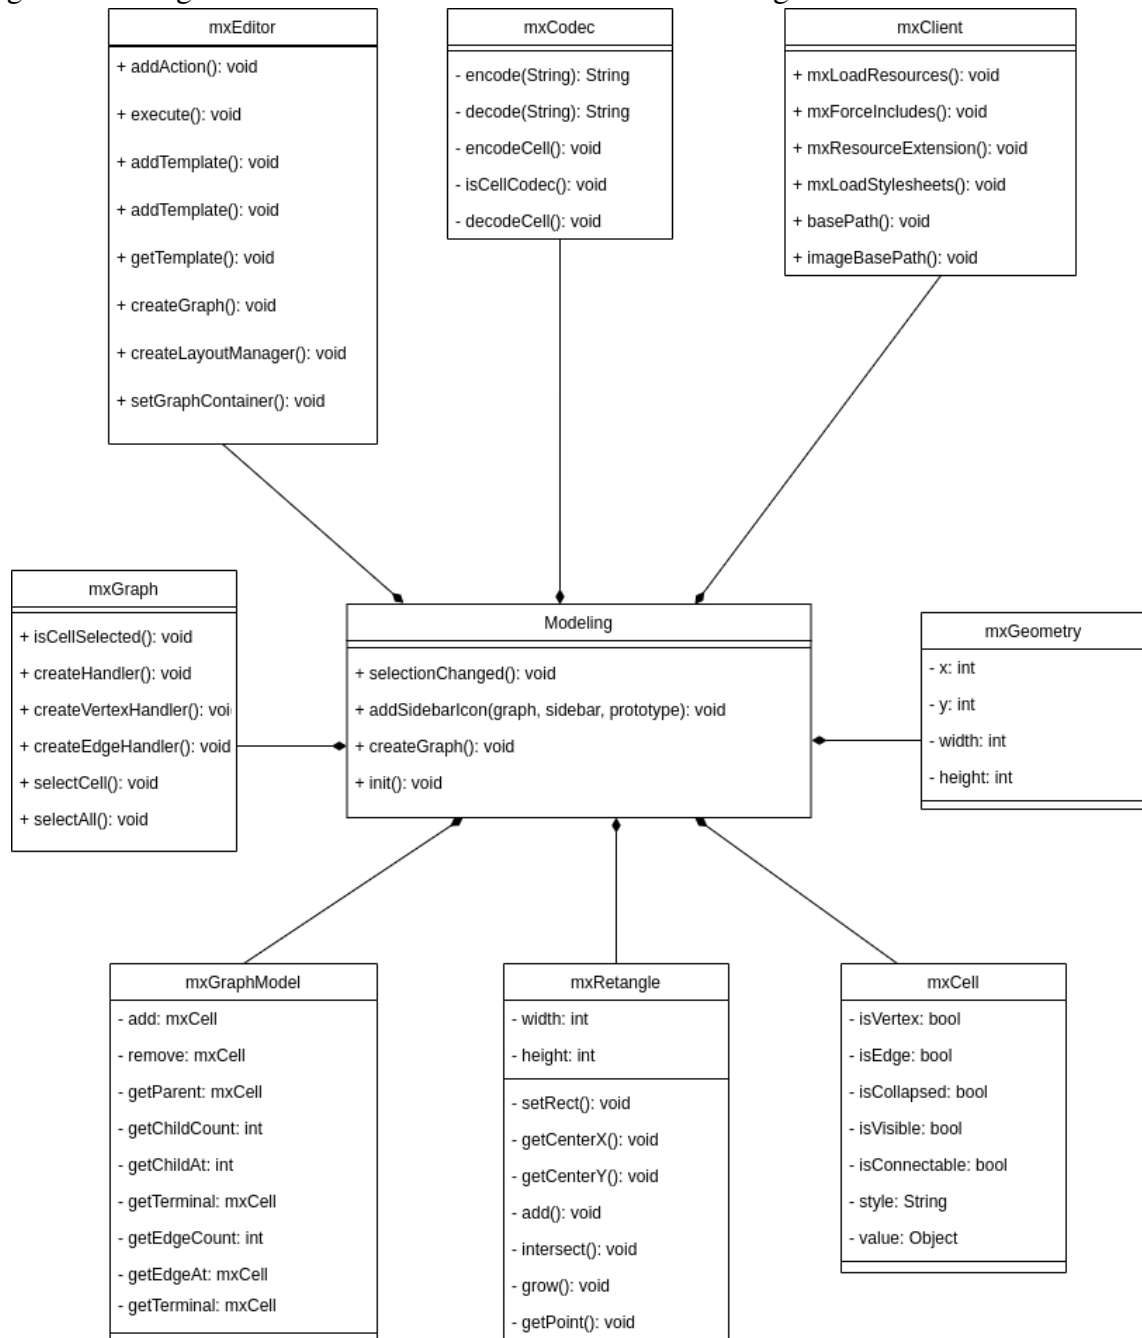 mxEditor
+ addAction(): void
+ execute(): void
+ addTemplate(): void
+ addTemplate(): void
+ getTemplate(): void
+ createGraph(): void
+ createLayoutManager(): void
+ setGraphContainer(): void
mxCodec
- encode(String): String
- decode(String): String
- encodeCell(): void
- isCellCodec(): void
- decodeCell(): void
mxClient
+ mxLoadResources(): void
+ mxForceIncludes(): void
+ mxResourceExtension(): void
+ mxLoadStylesheets(): void
+ basePath(): void
+ imageBasePath(): void
mxGraph
+ isCellSelected(): void
+ createHandler(): void
+ createVertexHandler(): voi
+ createEdgeHandler(): void
+ selectCell(): void
+ selectAll(): void
Modeling
+ selectionChanged(): void
+ addSidebarIcon(graph, sidebar, prototype): void
+ createGraph(): void
+ init(): void
mxGeometry
- x: int
- y: int
- width: int
- height: int
mxGraphModel
- add: mxCell
- remove: mxCell
- getParent: mxCell
- getChildCount: int
- getChildAt: int
- getTerminal: mxCell
- getEdgeCount: int
- getEdgeAt: mxCell
- getTerminal: mxCell
mxRetangle
- width: int
- height: int
- setRect(): void
- getCenterX(): void
- getCenterY(): void
- add(): void
- intersect(): void
- grow(): void
- getPoint(): void
mxCell
- isVertex: bool
- isEdge: bool
- isCollapsed: bool
- isVisible: bool
- isConnectable: bool
- style: String
- value: Object